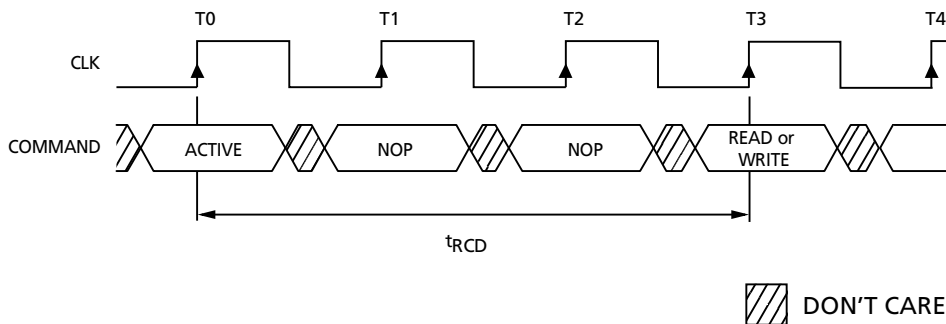 T0 T1 T2 T3 T4
CLK
COMMAND ACTIVE NOP NOP READ or
WRITE
tRCD
DON'T CARE